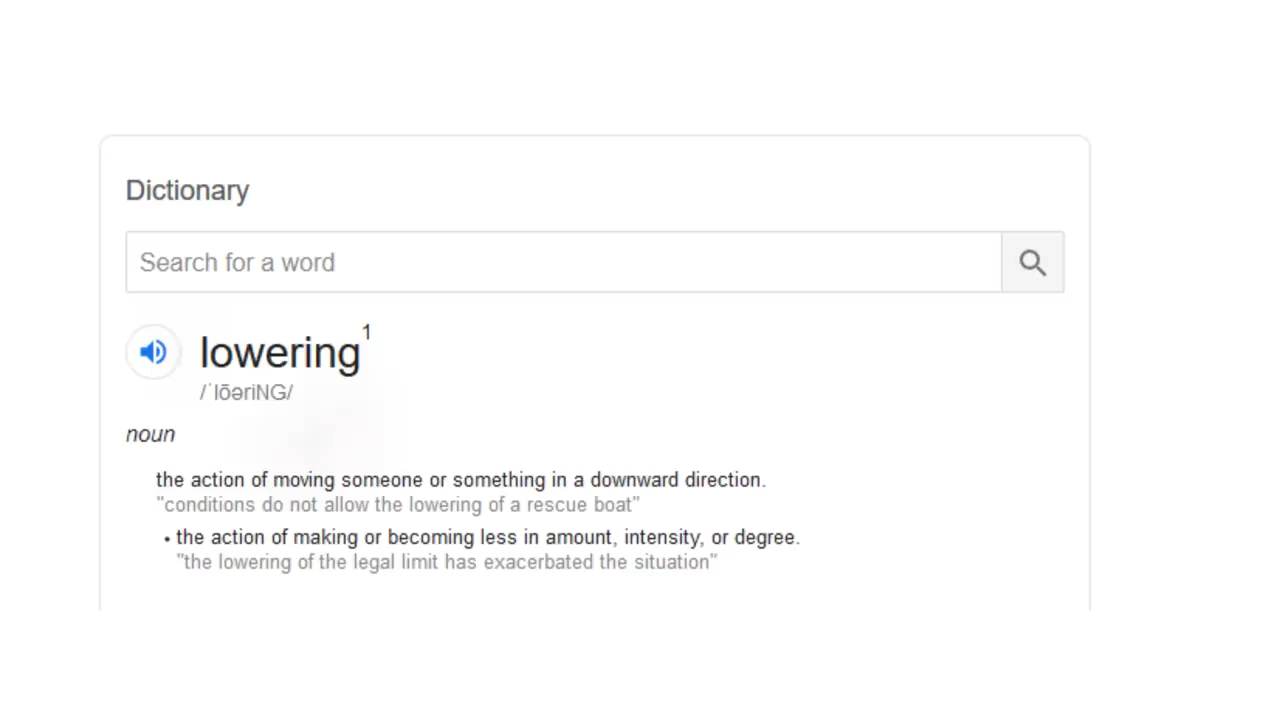 Dictionary
Search for a word
lowering¹
/ˈlōəriNG/
noun
the action of moving someone or something in a downward direction.
"conditions do not allow the lowering of a rescue boat"
• the action of making or becoming less in amount, intensity, or degree.
"the lowering of the legal limit has exacerbated the situation"